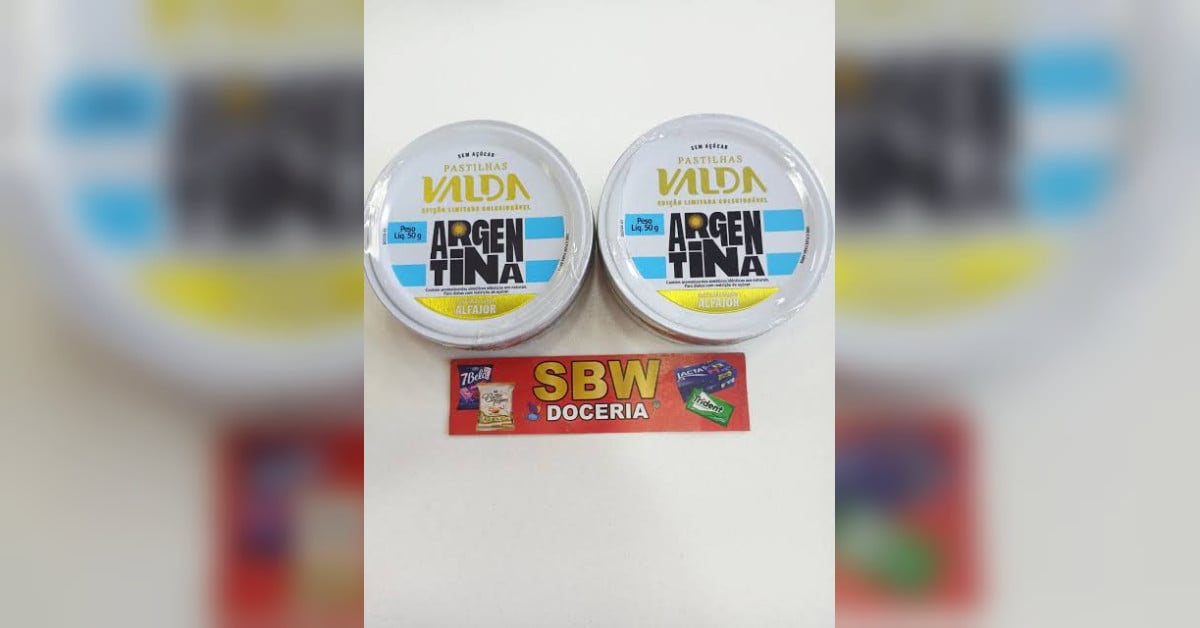 SEM AÇÚCAR
PASTILHAS
VALDA
EDIÇÃO LIMITADA COLECIONÁVEL
Peso
Líq. 50 g
ARGEN
TINA
ALFAJOR
SEM AÇÚCAR
PASTILHAS
VALDA
EDIÇÃO LIMITADA COLECIONÁVEL
Peso
Líq. 50 g
ARGEN
TINA
ALFAJOR
7Belo
SBW
DOCERIA
LACTA
Trident